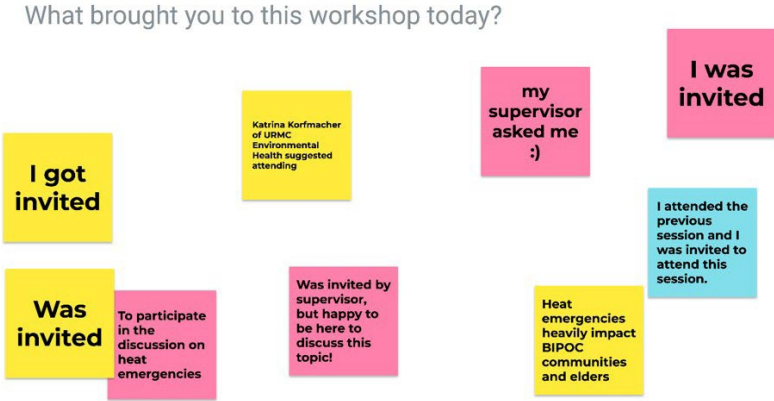 What brought you to this workshop today?
I got
invited
Katrina Korfmacher
of URMC
Environmental
Health suggested
attending
my
supervisor
asked me
:)
I was
invited
Was
invited
To participate
in the
discussion on
heat
emergencies
Was invited by
supervisor,
but happy to
be here to
discuss this
topic!
Heat
emergencies
heavily impact
BIPOC
communities
and elders
I attended the
previous
session and I
was invited to
attend this
session.